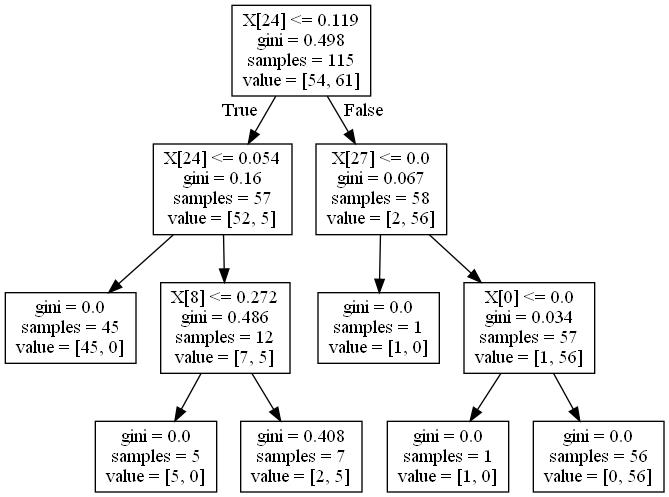 X[24] <= 0.119
gini = 0.498
samples = 115
value = [54, 61]
True
False
X[24] <= 0.054
gini = 0.16
samples = 57
value = [52, 5]
X[27] <= 0.0
gini = 0.067
samples = 58
value = [2, 56]
gini = 0.0
samples = 45
value = [45, 0]
X[8] <= 0.272
gini = 0.486
samples = 12
value = [7, 5]
gini = 0.0
samples = 1
value = [1, 0]
X[0] <= 0.0
gini = 0.034
samples = 57
value = [1, 56]
gini = 0.0
samples = 5
value = [5, 0]
gini = 0.408
samples = 7
value = [2, 5]
gini = 0.0
samples = 1
value = [1, 0]
gini = 0.0
samples = 56
value = [0, 56]